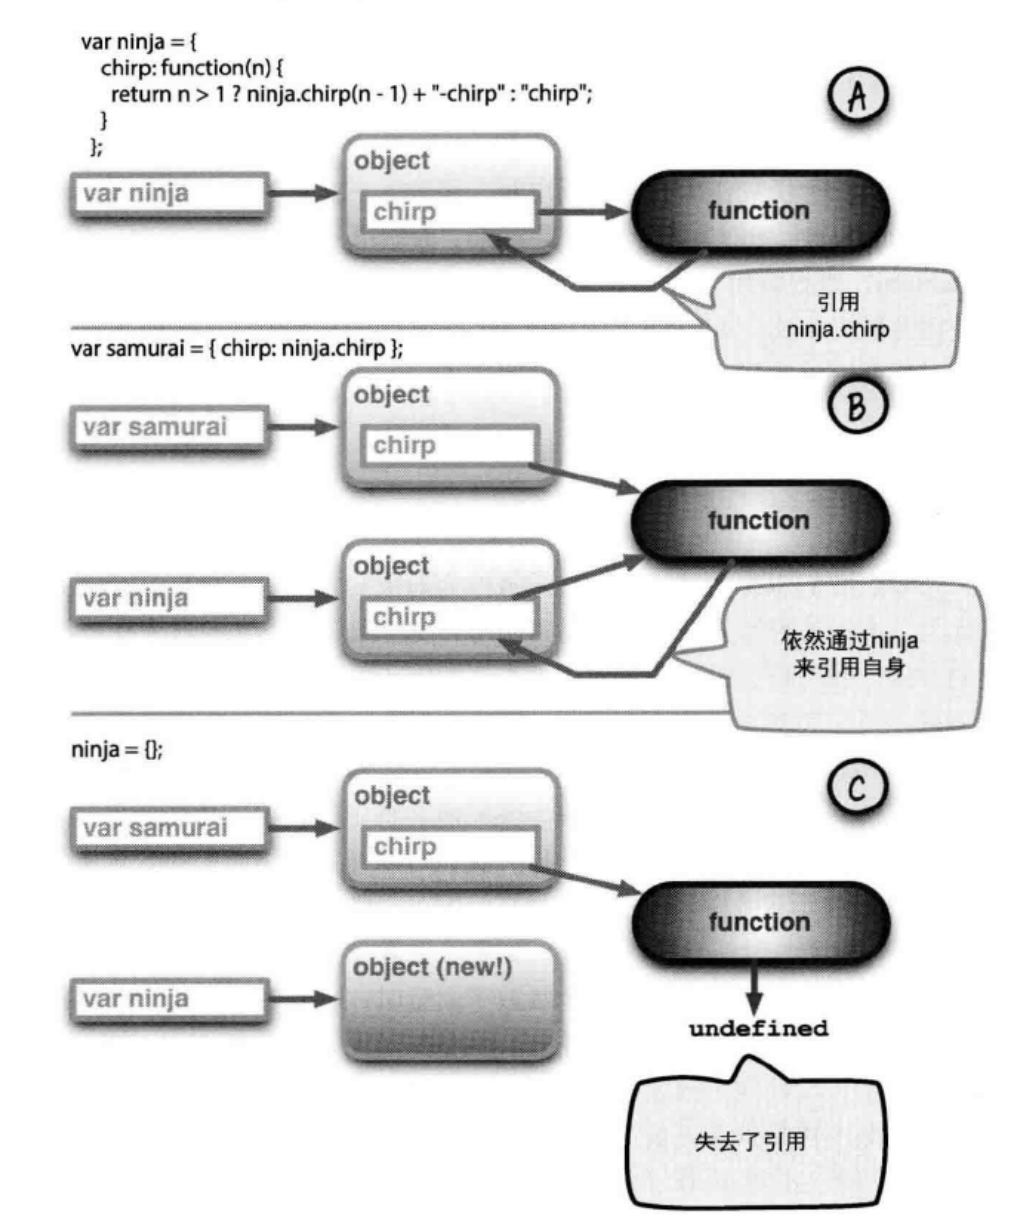 var ninja = {
chirp: function(n) {
return n > 1 ? ninja.chirp(n - 1) + "-chirp" : "chirp";
}
};
A
var ninja
object
chirp
function
引用
ninja.chirp
var samurai = { chirp: ninja.chirp };
B
var samurai
object
chirp
function
var ninja
object
chirp
依然通过ninja
来引用自身
ninja = {};
C
var samurai
object
chirp
function
var ninja
object (new!)
undefined
失去了引用